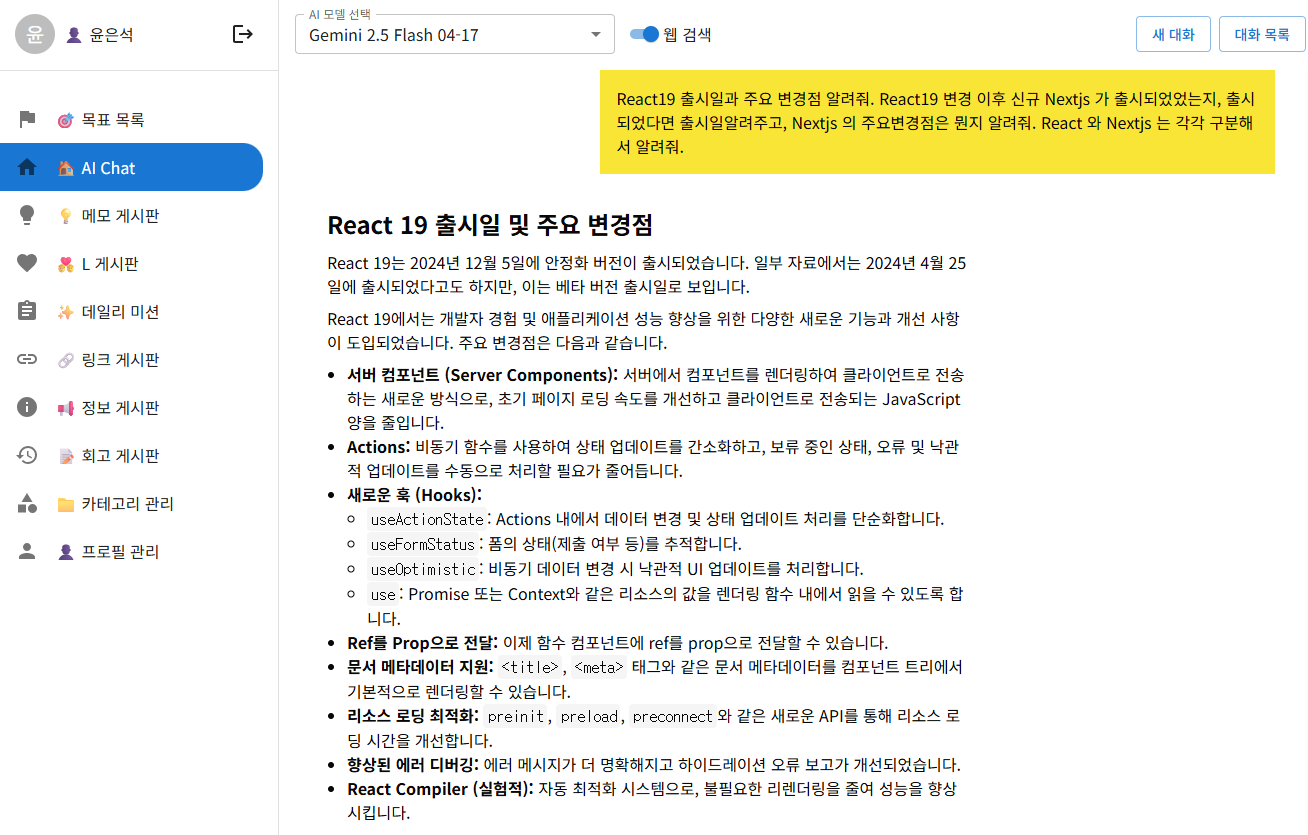 윤
윤은석
목표 목록
AI Chat
메모 게시판
L 게시판
데일리 미션
링크 게시판
정보 게시판
회고 게시판
카테고리 관리
프로필 관리
AI 모델 선택
Gemini 2.5 Flash 04-17
웹 검색
새 대화
대화 목록
React19 출시일과 주요 변경점 알려줘. React19 변경 이후 신규 Nextjs 가 출시되었었는지, 출시
되었다면 출시일알려주고, Nextjs 의 주요변경점은 뭔지 알려줘. React 와 Nextjs 는 각각 구분해
서 알려줘.
React 19 출시일 및 주요 변경점
React 19는 2024년 12월 5일에 안정화 버전이 출시되었습니다. 일부 자료에서는 2024년 4월 25
일에 출시되었다고도 하지만, 이는 베타 버전 출시일로 보입니다.
React 19에서는 개발자 경험 및 애플리케이션 성능 향상을 위한 다양한 새로운 기능과 개선 사항
이 도입되었습니다. 주요 변경점은 다음과 같습니다.
• 서버 컴포넌트 (Server Components): 서버에서 컴포넌트를 렌더링하여 클라이언트로 전송
하는 새로운 방식으로, 초기 페이지 로딩 속도를 개선하고 클라이언트로 전송되는 JavaScript
양을 줄입니다.
• Actions: 비동기 함수를 사용하여 상태 업데이트를 간소화하고, 보류 중인 상태, 오류 및 낙관
적 업데이트를 수동으로 처리할 필요가 줄어듭니다.
• 새로운 훅 (Hooks):
◦ useActionState: Actions 내에서 데이터 변경 및 상태 업데이트 처리를 단순화합니다.
◦ useFormStatus: 폼의 상태(제출 여부 등)를 추적합니다.
◦ useOptimistic: 비동기 데이터 변경 시 낙관적 UI 업데이트를 처리합니다.
◦ use: Promise 또는 Context와 같은 리소스의 값을 렌더링 함수 내에서 읽을 수 있도록 합
니다.
• Ref를 Prop으로 전달: 이제 함수 컴포넌트에 ref를 prop으로 전달할 수 있습니다.
• 문서 메타데이터 지원: <title>, <meta> 태그와 같은 문서 메타데이터를 컴포넌트 트리에서
기본적으로 렌더링할 수 있습니다.
• 리소스 로딩 최적화: preinit, preload, preconnect와 같은 새로운 API를 통해 리소스 로
딩 시간을 개선합니다.
• 향상된 에러 디버깅: 에러 메시지가 더 명확해지고 하이드레이션 오류 보고가 개선되었습니다.
• React Compiler (실험적): 자동 최적화 시스템으로, 불필요한 리렌더링을 줄여 성능을 향상
시킵니다.